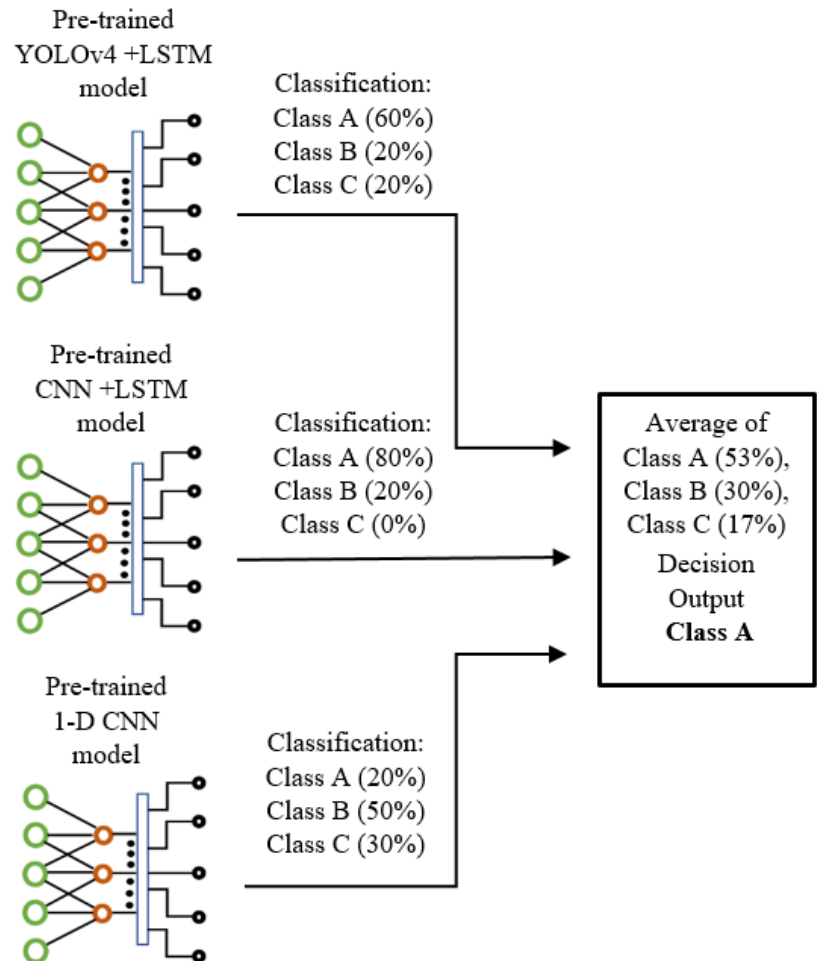 Pre-trained
YOLOv4 +LSTM
model
Classification:
Class A (60%)
Class B (20%)
Class C (20%)
Pre-trained
CNN +LSTM
model
Classification:
Class A (80%)
Class B (20%)
Class C (0%)
Pre-trained
1-D CNN
model
Classification:
Class A (20%)
Class B (50%)
Class C (30%)
Average of
Class A (53%),
Class B (30%),
Class C (17%)
Decision
Output
Class A